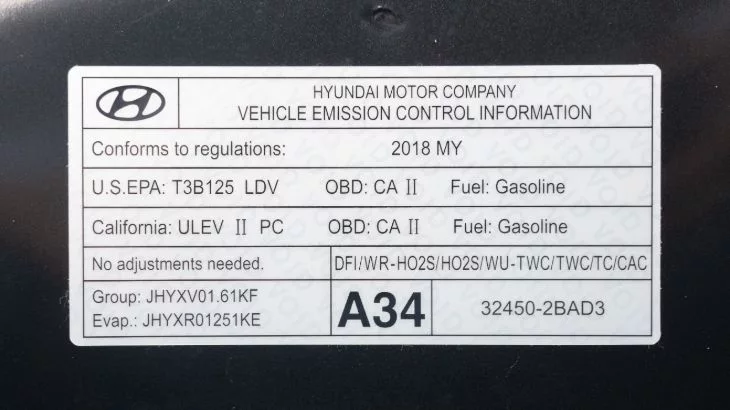 HYUNDAI MOTOR COMPANY
VEHICLE EMISSION CONTROL INFORMATION
Conforms to regulations: 2018 MY
U.S.EPA: T3B125 LDV OBD: CA II Fuel: Gasoline
California: ULEV II PC OBD: CA II Fuel: Gasoline
No adjustments needed. DFI/WR-HO2S/HO2S/WU-TWC/TWC/TC/CAC
Group: JHYXV01.61KF
Evap.: JHYXR01251KE
A34
32450-2BAD3